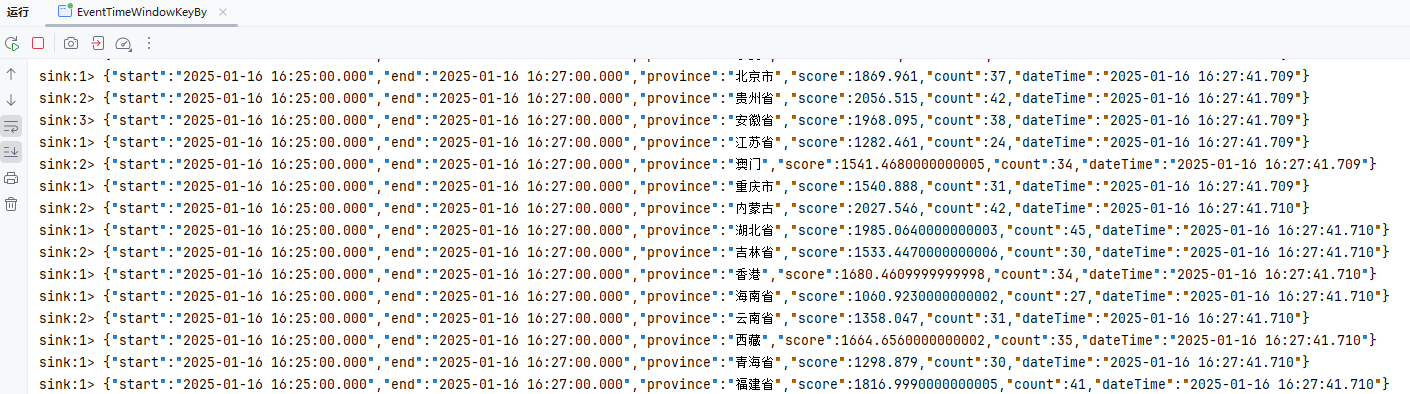 运行 EventTimeWindowKeyBy
sink:1> {"start":"2025-01-16 16:25:00.000","end":"2025-01-16 16:27:00.000","province":"北京市","score":1869.961,"count":37,"dateTime":"2025-01-16 16:27:41.709"}
sink:2> {"start":"2025-01-16 16:25:00.000","end":"2025-01-16 16:27:00.000","province":"贵州省","score":2056.515,"count":42,"dateTime":"2025-01-16 16:27:41.709"}
sink:3> {"start":"2025-01-16 16:25:00.000","end":"2025-01-16 16:27:00.000","province":"安徽省","score":1968.095,"count":38,"dateTime":"2025-01-16 16:27:41.709"}
sink:1> {"start":"2025-01-16 16:25:00.000","end":"2025-01-16 16:27:00.000","province":"江苏省","score":1282.461,"count":24,"dateTime":"2025-01-16 16:27:41.709"}
sink:2> {"start":"2025-01-16 16:25:00.000","end":"2025-01-16 16:27:00.000","province":"澳门","score":1541.4680000000005,"count":34,"dateTime":"2025-01-16 16:27:41.709"}
sink:1> {"start":"2025-01-16 16:25:00.000","end":"2025-01-16 16:27:00.000","province":"重庆市","score":1540.888,"count":31,"dateTime":"2025-01-16 16:27:41.709"}
sink:2> {"start":"2025-01-16 16:25:00.000","end":"2025-01-16 16:27:00.000","province":"内蒙古","score":2027.546,"count":42,"dateTime":"2025-01-16 16:27:41.710"}
sink:1> {"start":"2025-01-16 16:25:00.000","end":"2025-01-16 16:27:00.000","province":"湖北省","score":1985.0640000000003,"count":45,"dateTime":"2025-01-16 16:27:41.710"}
sink:2> {"start":"2025-01-16 16:25:00.000","end":"2025-01-16 16:27:00.000","province":"吉林省","score":1533.4470000000006,"count":30,"dateTime":"2025-01-16 16:27:41.710"}
sink:1> {"start":"2025-01-16 16:25:00.000","end":"2025-01-16 16:27:00.000","province":"香港","score":1680.4609999999998,"count":34,"dateTime":"2025-01-16 16:27:41.710"}
sink:1> {"start":"2025-01-16 16:25:00.000","end":"2025-01-16 16:27:00.000","province":"海南省","score":1060.9230000000002,"count":27,"dateTime":"2025-01-16 16:27:41.710"}
sink:2> {"start":"2025-01-16 16:25:00.000","end":"2025-01-16 16:27:00.000","province":"云南省","score":1358.047,"count":31,"dateTime":"2025-01-16 16:27:41.710"}
sink:1> {"start":"2025-01-16 16:25:00.000","end":"2025-01-16 16:27:00.000","province":"西藏","score":1664.6560000000002,"count":35,"dateTime":"2025-01-16 16:27:41.710"}
sink:1> {"start":"2025-01-16 16:25:00.000","end":"2025-01-16 16:27:00.000","province":"青海省","score":1298.879,"count":30,"dateTime":"2025-01-16 16:27:41.710"}
sink:1> {"start":"2025-01-16 16:25:00.000","end":"2025-01-16 16:27:00.000","province":"福建省","score":1816.9990000000005,"count":41,"dateTime":"2025-01-16 16:27:41.710"}